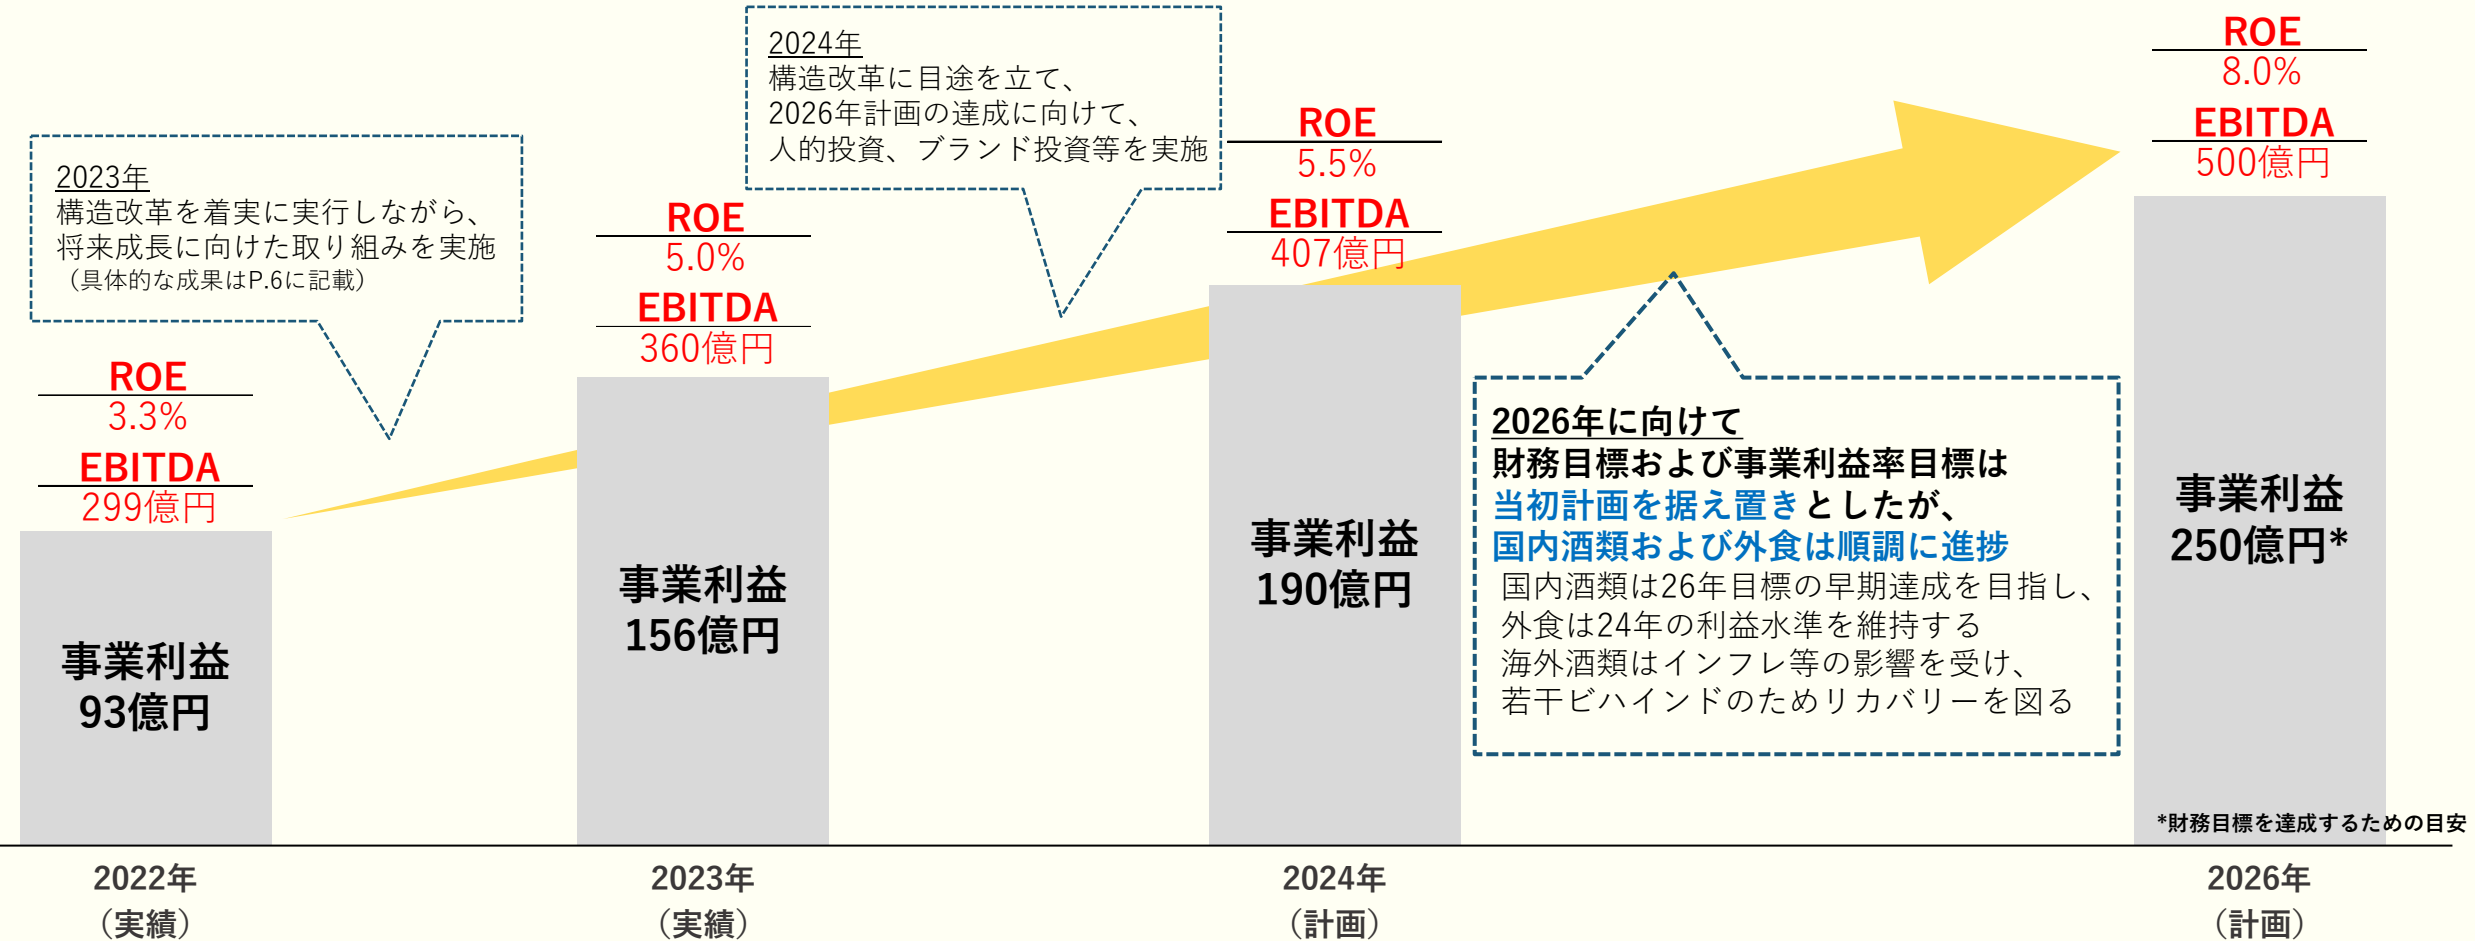 2023年
構造改革を着実に実行しながら、
将来成長に向けた取り組みを実施
（具体的な成果はP.6に記載）
ROE
3.3%
EBITDA
299億円
事業利益
93億円
2022年
（実績）
ROE
5.0%
EBITDA
360億円
事業利益
156億円
2023年
（実績）
2024年
構造改革に目途を立て、
2026年計画の達成に向けて、
人的投資、ブランド投資等を実施
ROE
5.5%
EBITDA
407億円
事業利益
190億円
2024年
（計画）
2026年に向けて
財務目標および事業利益率目標は
当初計画を据え置きとしたが、
国内酒類および外食は順調に進捗
国内酒類は26年目標の早期達成を目指し、
外食は24年の利益水準を維持する
海外酒類はインフレ等の影響を受け、
若干ビハインドのためリカバリーを図る
ROE
8.0%
EBITDA
500億円
事業利益
250億円*
*財務目標を達成するための目安
2026年
（計画）